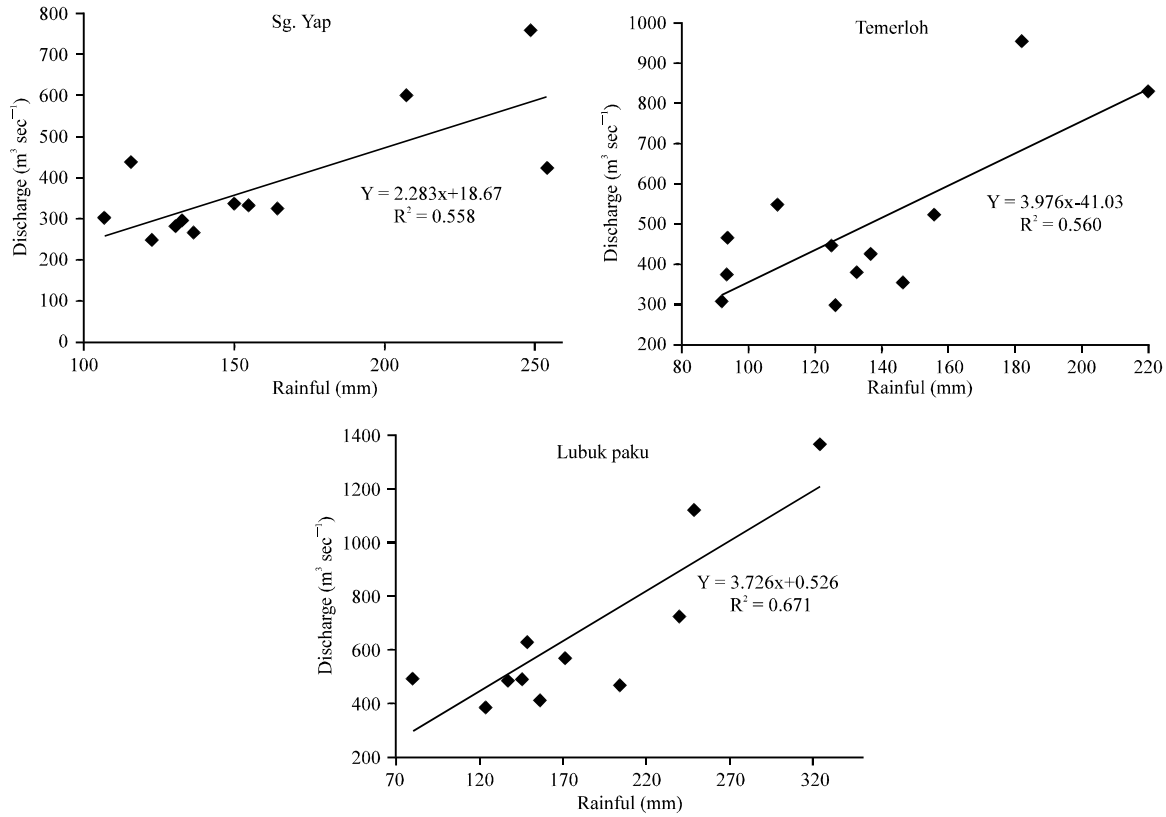 Sg. Yap
800
700
600
500
400
300
200
100
0
Discharge (m³ sec⁻¹)
Y = 2.283x+18.67
R² = 0.558
100 150 200 250
Rainful (mm)
Temerloh
1000
900
800
700
600
500
400
300
200
Discharge (m³ sec⁻¹)
Y = 3.976x-41.03
R² = 0.560
80 100 120 140 160 180 200 220
Rainful (mm)
Lubuk paku
1400
1200
1000
800
600
400
200
Discharge (m³ sec⁻¹)
Y = 3.726x+0.526
R² = 0.671
70 120 170 220 270 320
Rainful (mm)